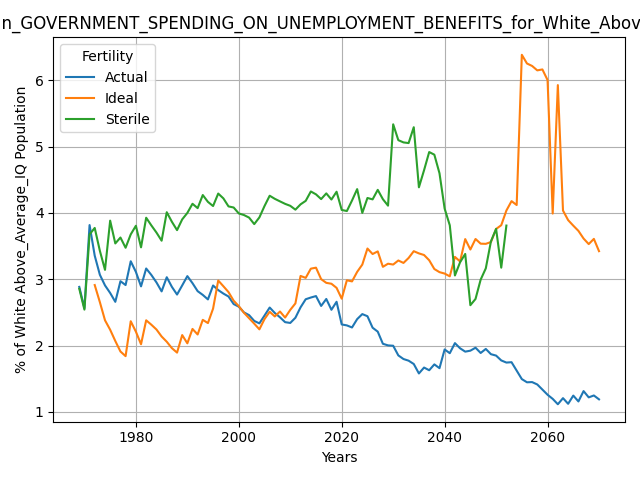 n_GOVERNMENT_SPENDING_ON_UNEMPLOYMENT_BENEFITS_for_White_Abov
Fertility
Actual
Ideal
Sterile
% of White Above_Average_IQ Population
6
5
4
3
2
1
1980
2000
2020
2040
2060
Years